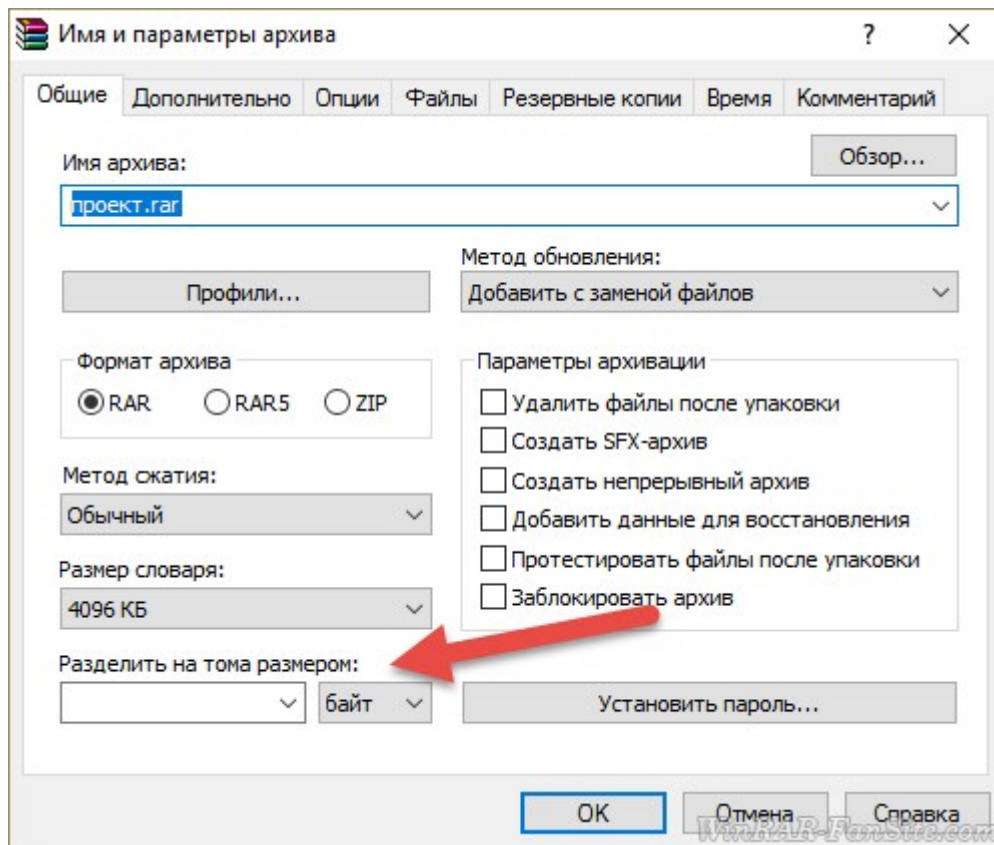 Имя и параметры архива
Общие Дополнительно Опции Файлы Резервные копии Время Комментарий
Имя архива:
Обзор...
проект.rar
Метод обновления:
Профили...
Добавить с заменой файлов
Формат архива
RAR RAR5 ZIP
Параметры архивации
Удалить файлы после упаковки
Создать SFX-архив
Создать непрерывный архив
Добавить данные для восстановления
Протестировать файлы после упаковки
Заблокировать архив
Метод сжатия:
Обычный
Размер словаря:
4096 КБ
Разделить на тома размером:
байт
Установить пароль...
OK Отмена Справка
WinRAR-FanSite.com